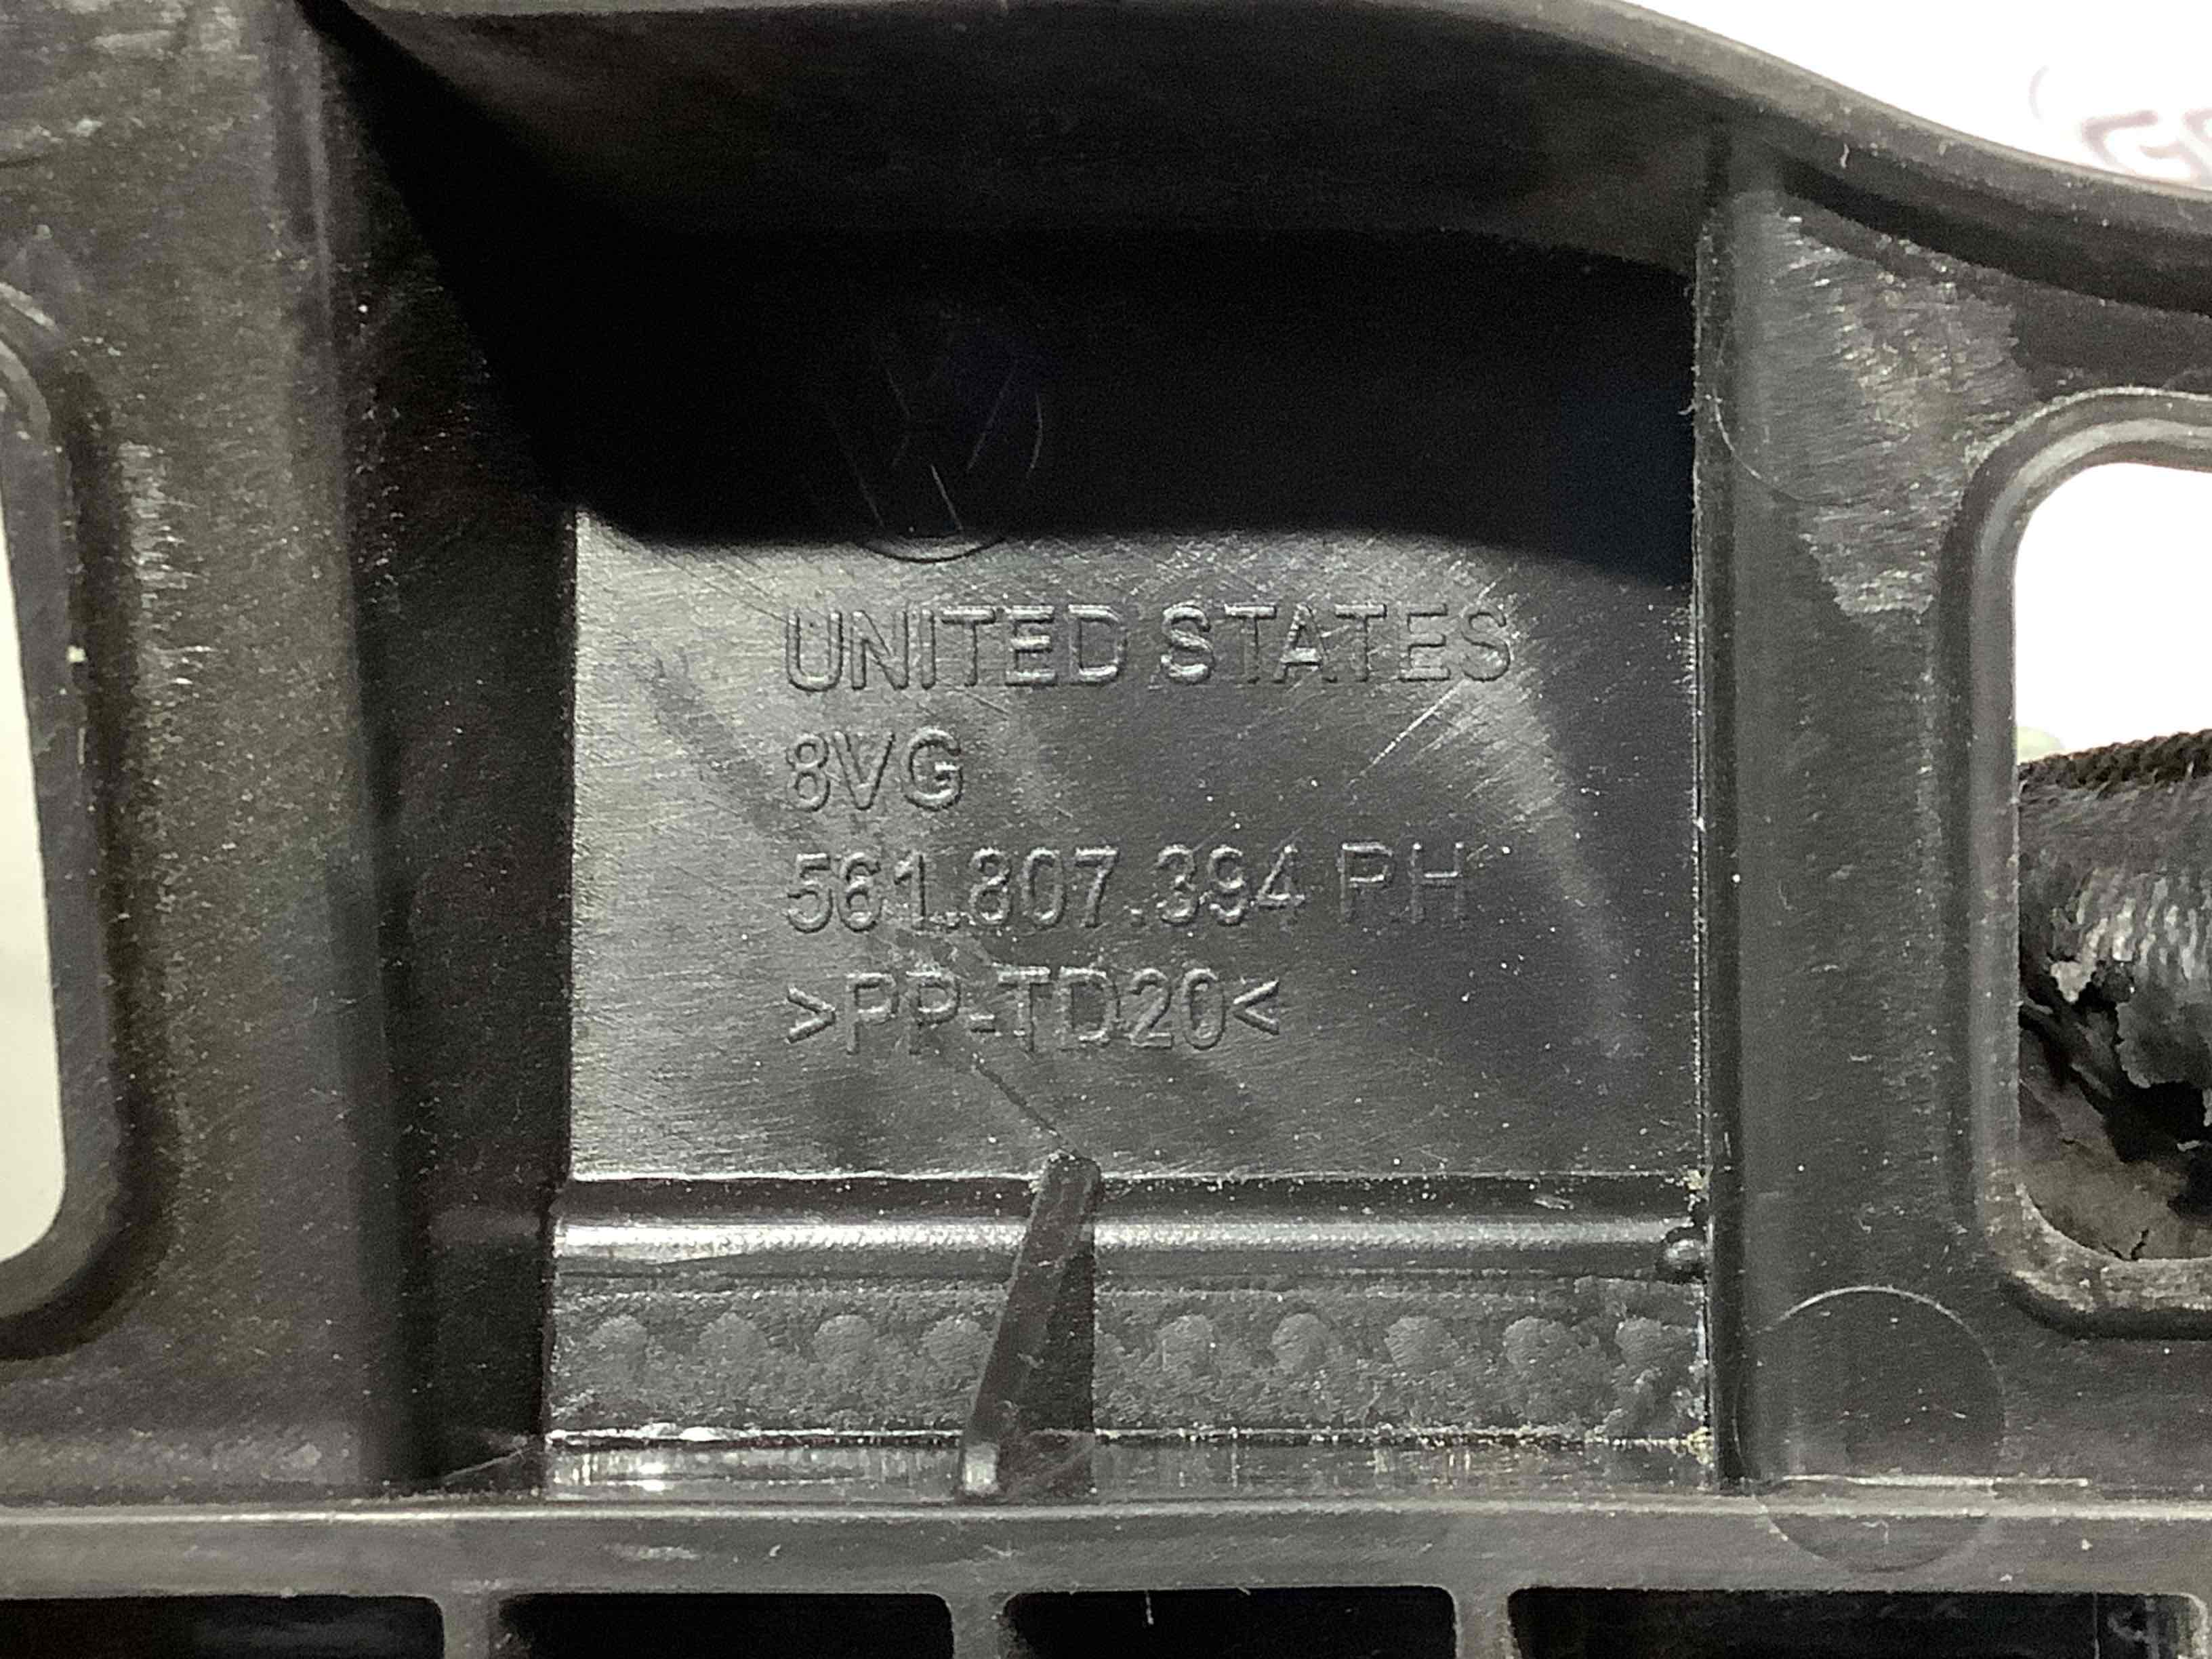 UNITED STATES
8VG
561.807.394 RH
>PP-TD20<